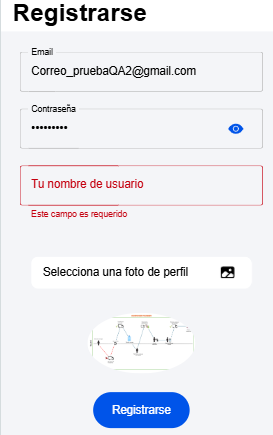 Registrarse
Email
Correo_pruebaQA2@gmail.com
Contraseña
•••••••••
Tu nombre de usuario
Este campo es requerido
Selecciona una foto de perfil
Registrarse